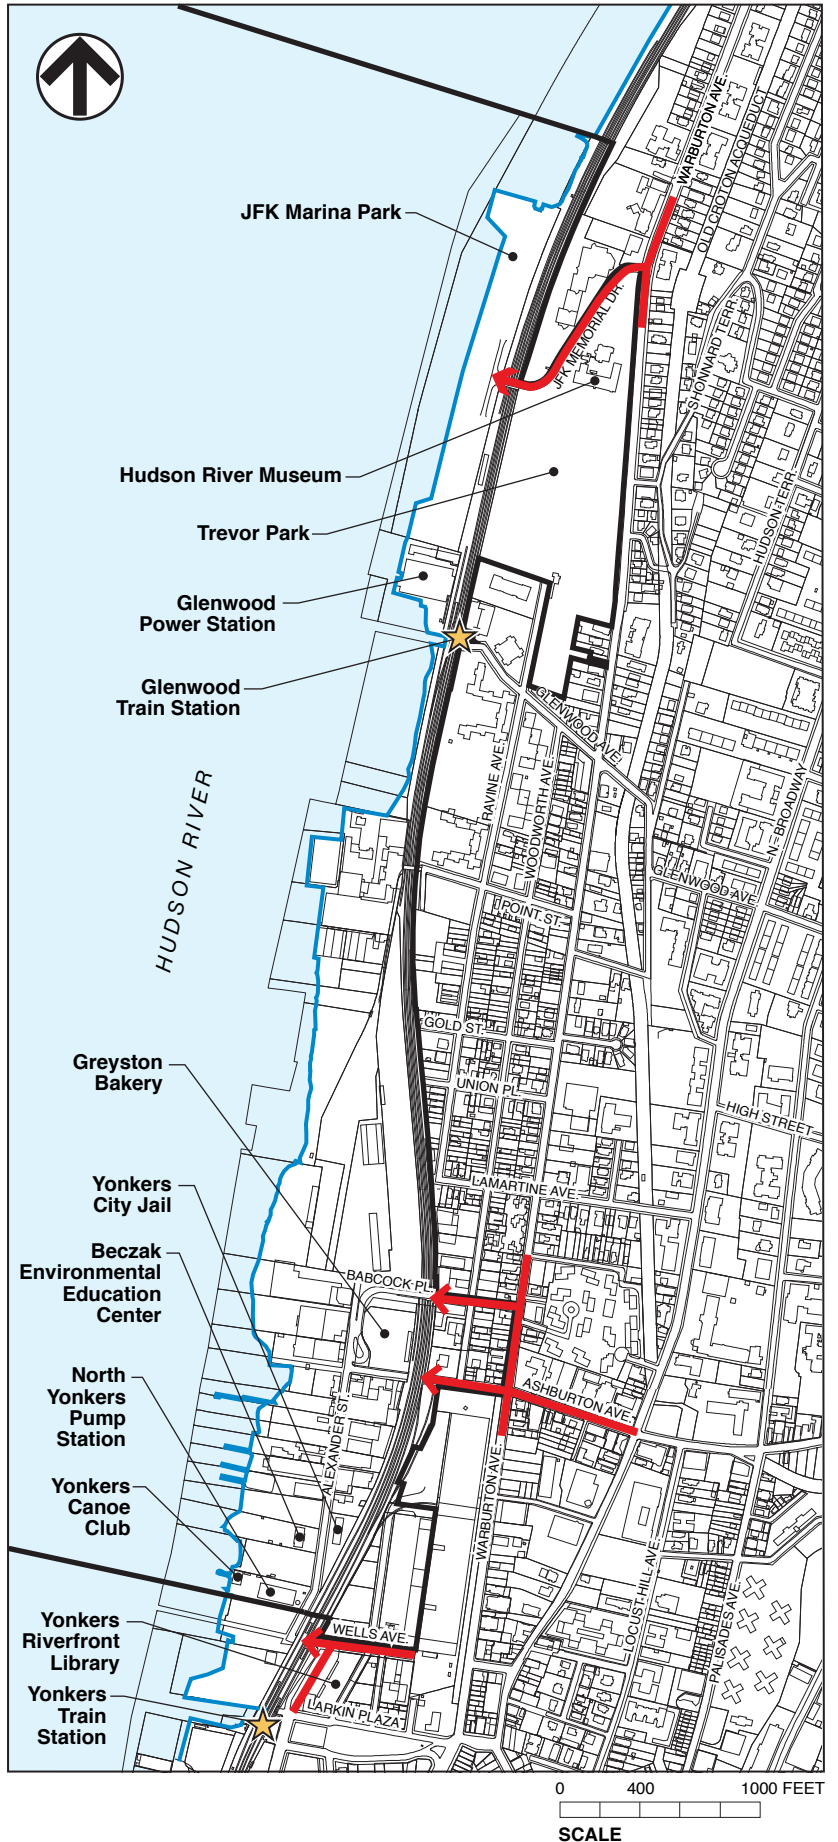 WARBURTON AVE.
OLD CROTON ACQUEDUCT
JFK Marina Park
JFK MEMORIAL DR.
SHONNARD TERR.
Hudson River Museum
HUDSON TERR.
Trevor Park
Glenwood
Power Station
Glenwood
Train Station
GLENWOOD AVE.
RAVINE AVE.
WOODWORTH AVE.
HUDSON RIVER
N. BROADWAY
GLENWOOD AVE.
POINT ST.
GOLD ST.
Greyston
Bakery
UNION PL.
HIGH STREET
Yonkers
City Jail
LAMARTINE AVE.
Beczak
Environmental
Education
Center
BABCOCK PL.
North
Yonkers
Pump
Station
ASHBURTON AVE.
ALEXANDER ST.
Yonkers
Canoe
Club
WARBURTON AVE.
LOCUST HILL AVE.
PALISADES AVE.
Yonkers
Riverfront
Library
WELLS AVE.
Yonkers
Train
Station
LARKIN PLAZA
0 400 1000 FEET
SCALE